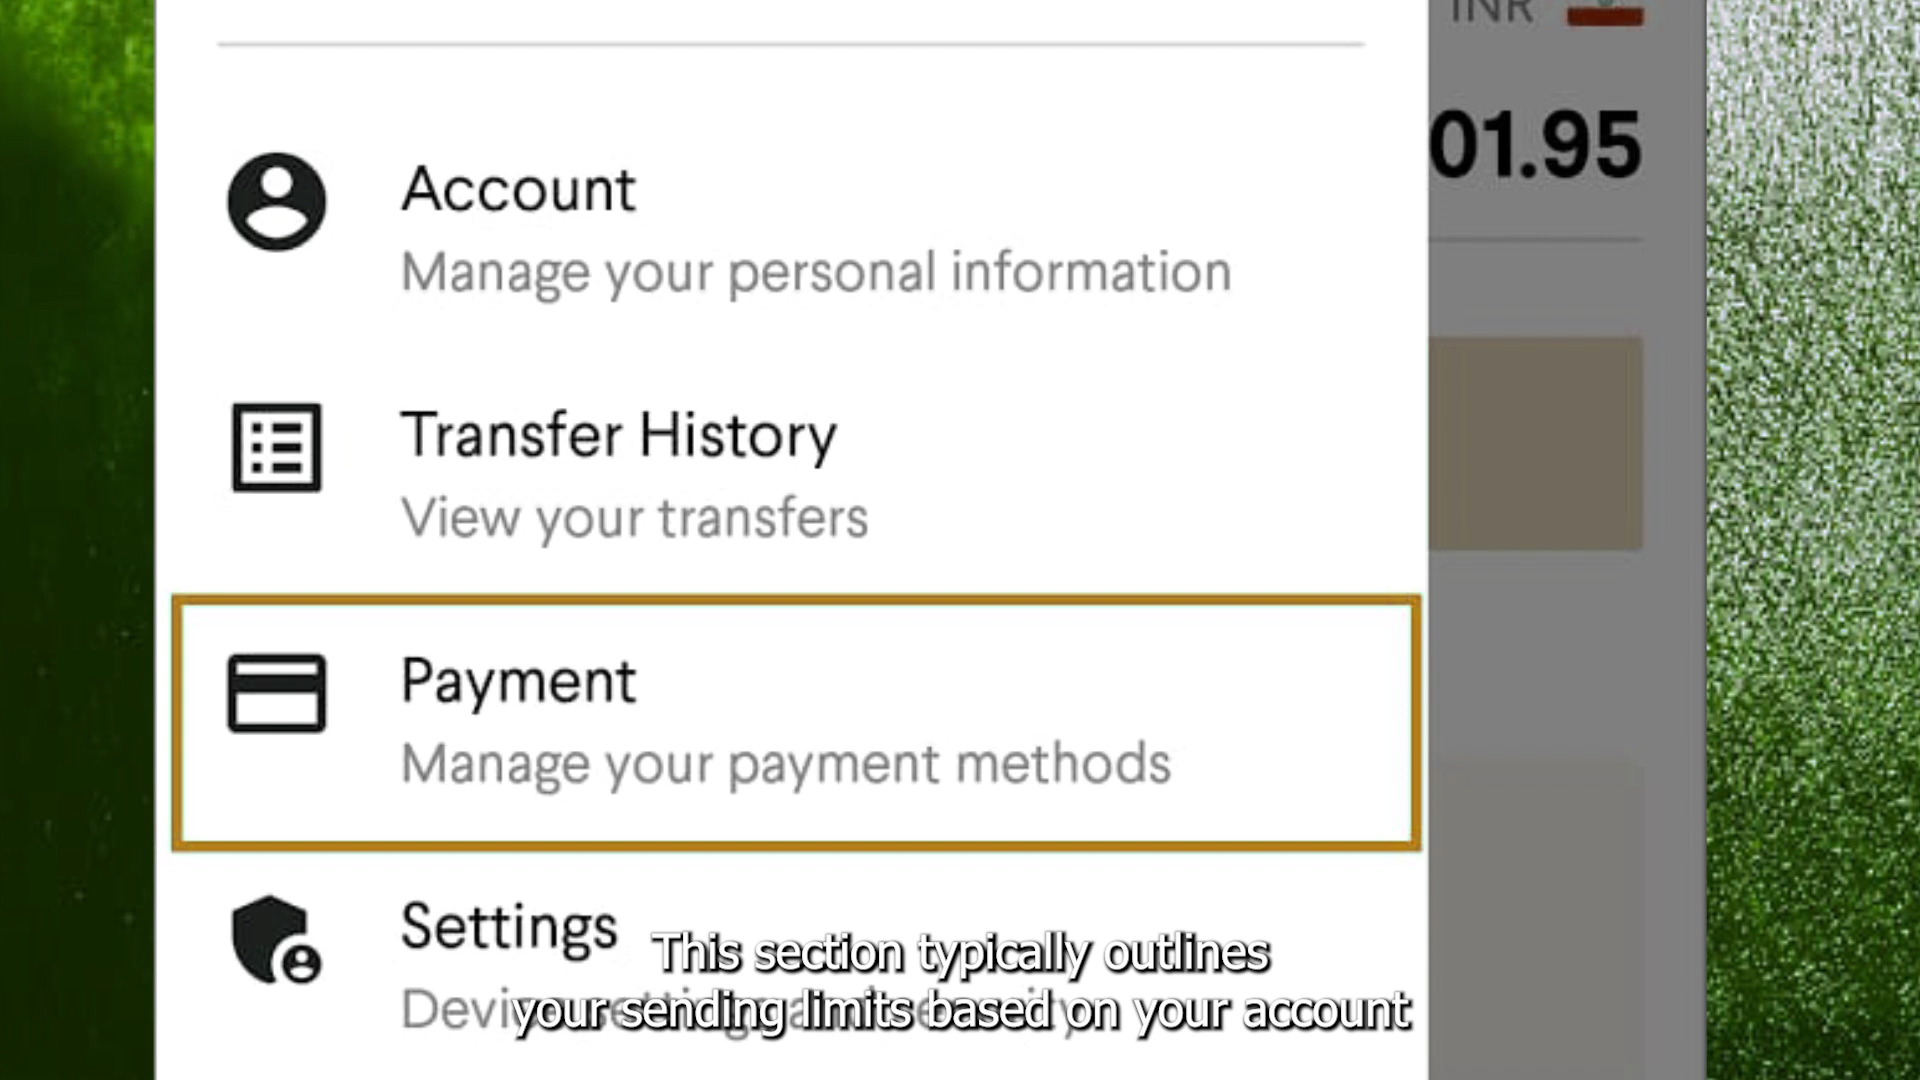 INR
01.95
Account
Manage your personal information
Transfer History
View your transfers
Payment
Manage your payment methods
Settings
This section typically outlines
your sending limits based on your account